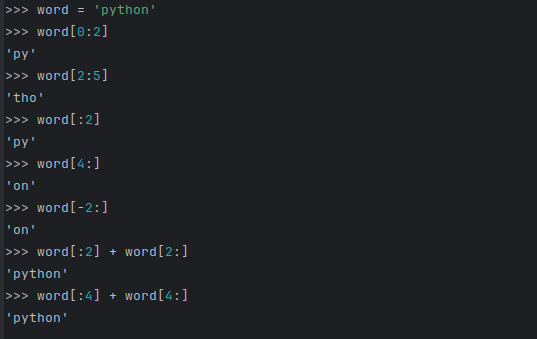 >>> word = 'python'
>>> word[0:2]
'py'
>>> word[2:5]
'tho'
>>> word[:2]
'py'
>>> word[4:]
'on'
>>> word[-2:]
'on'
>>> word[:2] + word[2:]
'python'
>>> word[:4] + word[4:]
'python'